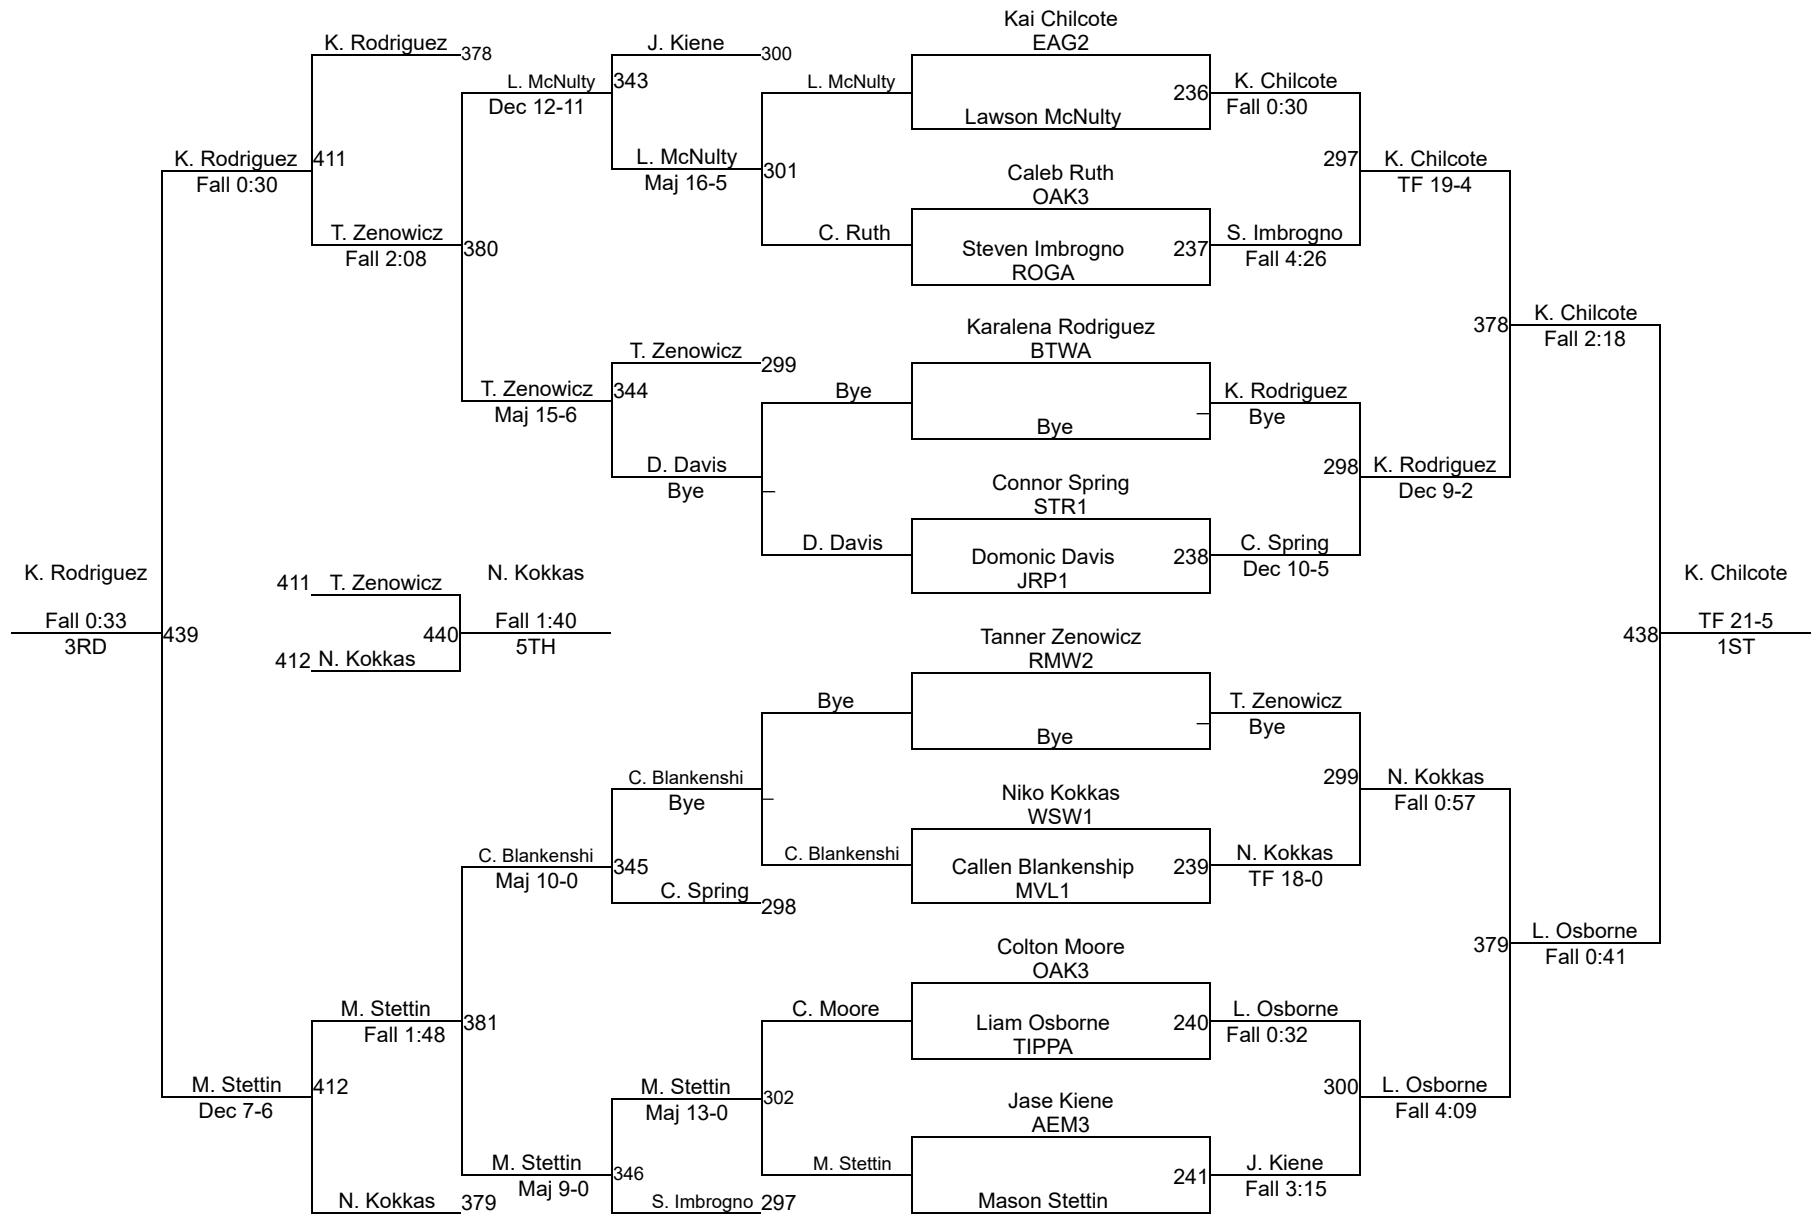 Kai Chilcote
K. Rodriguez 378
J. Kiene 300
EAG2
L. McNulty 343
L. McNulty
236 K. Chilcote
Dec 12-11
Fall 0:30
Lawson McNulty
K. Rodriguez 411
L. McNulty
297 K. Chilcote
Fall 0:30
Maj 16-5
301
Caleb Ruth
TF 19-4
OAK3
T. Zenowicz
C. Ruth
S. Imbrogno
Fall 2:08
380
Steven Imbrogno 237
Fall 4:26
ROGA
378 K. Chilcote
Karalena Rodriguez
Fall 2:18
T. Zenowicz 299
BTWA
T. Zenowicz 344
Bye
K. Rodriguez
Maj 15-6
_
Bye
Bye
D. Davis
298 K. Rodriguez
Bye
_
Connor Spring
Dec 9-2
STR1
D. Davis
C. Spring
Domonic Davis 238
Dec 10-5
JRP1
K. Rodriguez
411 T. Zenowicz
N. Kokkas
K. Chilcote
Fall 0:33
439
440
Fall 1:40
438
TF 21-5
3RD
5TH
1ST
412 N. Kokkas
Tanner Zenowicz
RMW2
Bye
T. Zenowicz
_
Bye
Bye
C. Blankenshi
299 N. Kokkas
Bye
_
Niko Kokkas
Fall 0:57
WSW1
C. Blankenshi 345
C. Blankenshi
N. Kokkas
Maj 10-0
Callen Blankenship 239
TF 18-0
C. Spring 298
MVL1
379 L. Osborne
Colton Moore
Fall 0:41
OAK3
M. Stettin
C. Moore
L. Osborne
Fall 1:48
381
Liam Osborne 240
Fall 0:32
TIPPA
M. Stettin 412
M. Stettin
300 L. Osborne
Dec 7-6
Maj 13-0
302
Jase Kiene
Fall 4:09
AEM3
M. Stettin 346
M. Stettin
241 J. Kiene
Maj 9-0
Fall 3:15
N. Kokkas 379
S. Imbrogno 297
Mason Stettin